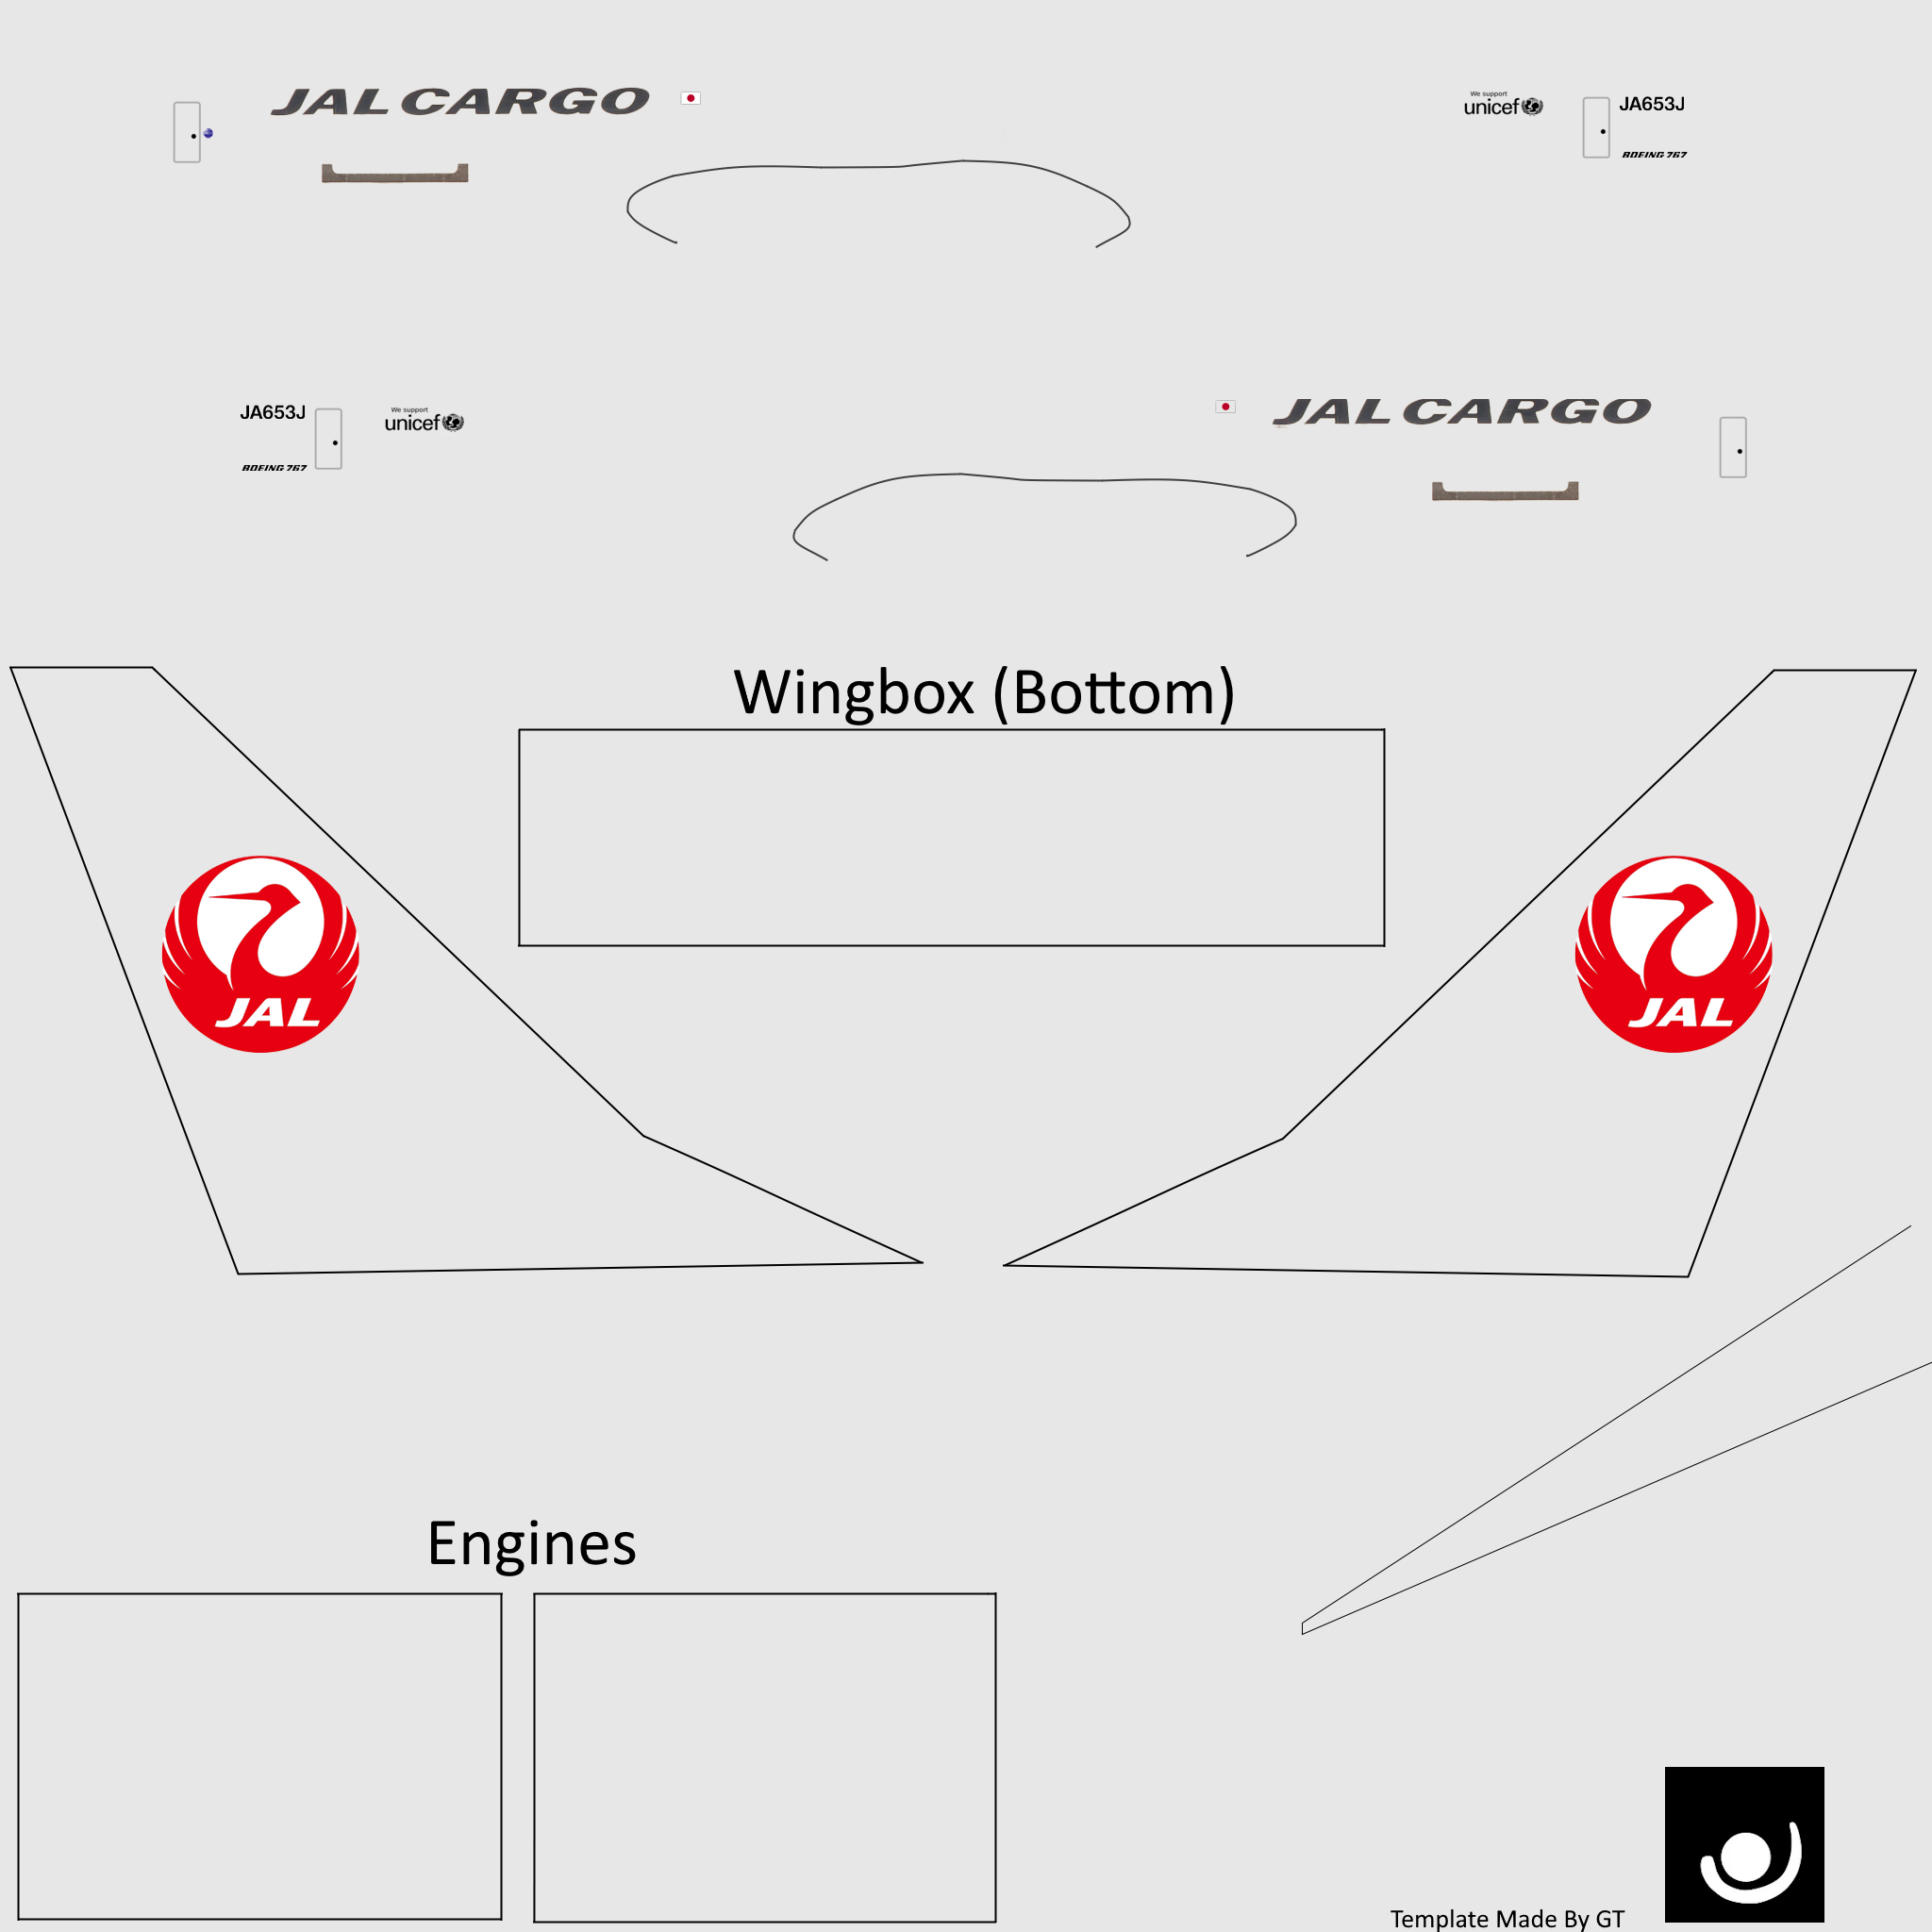 JAL CARGO
We support
unicef
JA653J
BOEING 767
JA653J
We support
unicef
BOEING 767
JAL CARGO
Wingbox (Bottom)
JAL
JAL
Engines
Template Made By GT